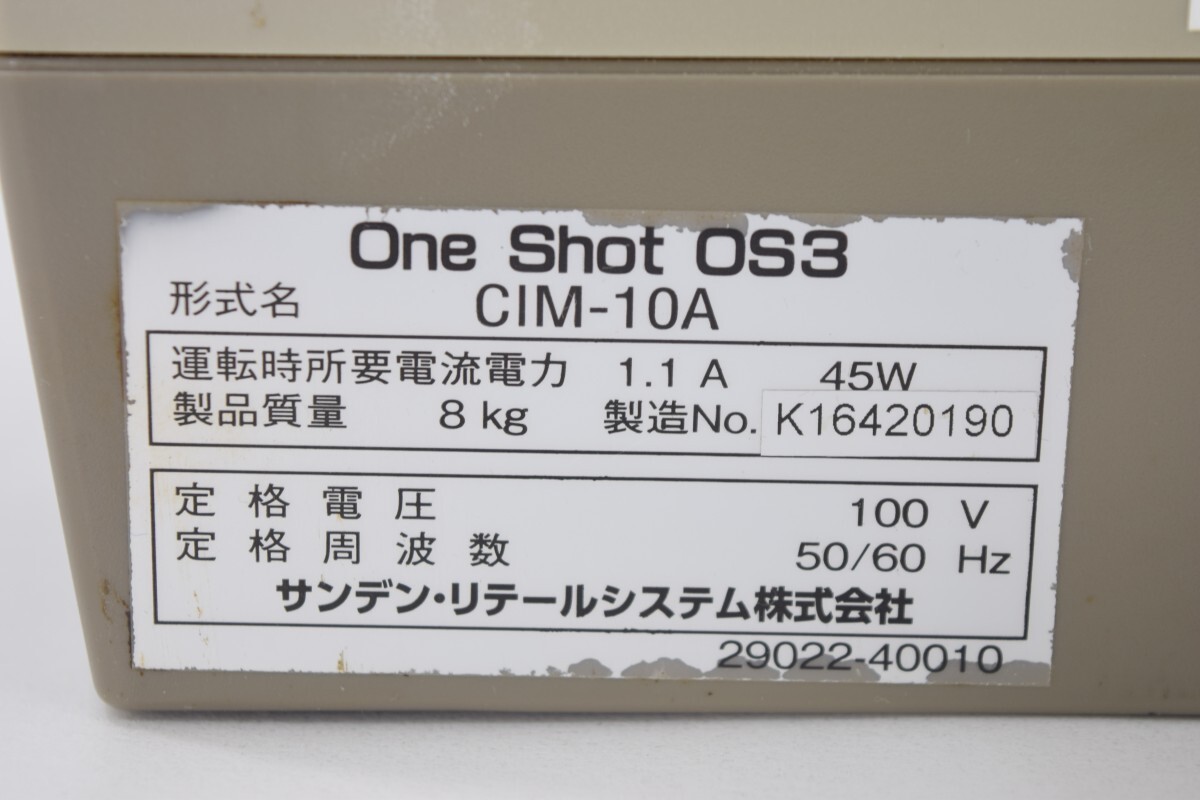 One Shot OS3
形式名 CIM-10A
運転時所要電流電力 1.1 A 45W
製品質量 8 kg 製造No. K16420190
定格電圧 100 V
定格周波数 50/60 Hz
サンデン・リテールシステム株式会社
29022-40010